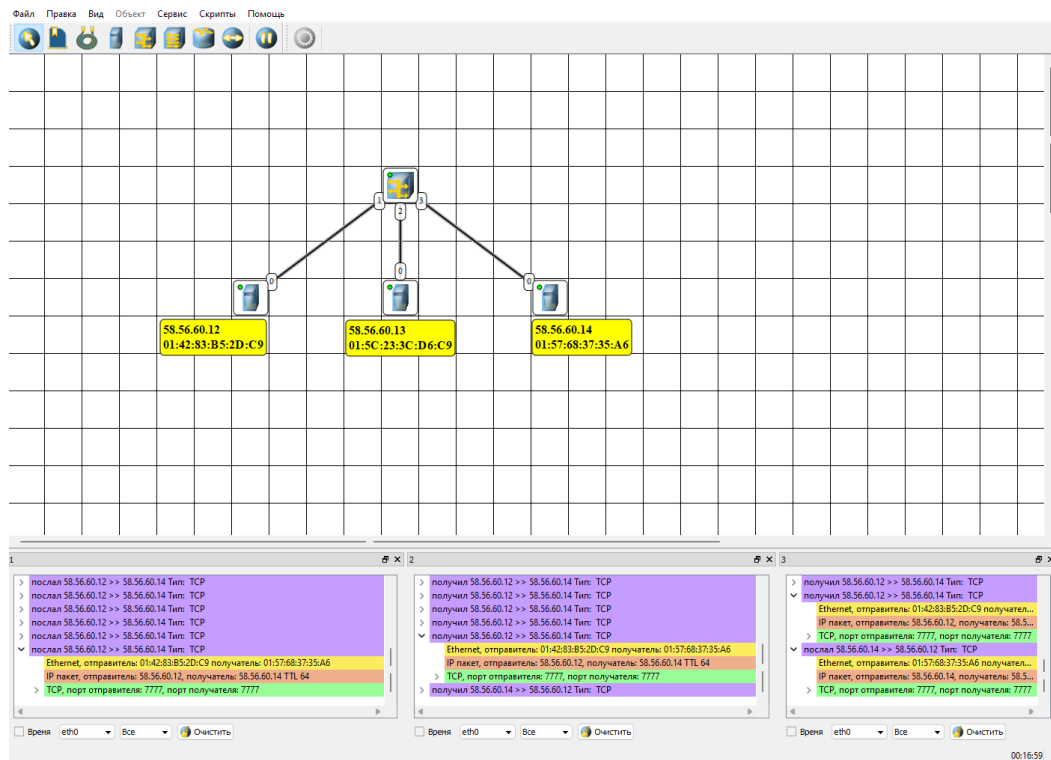 Файл Правка Вид Объект Сервис Скрипты Помощь
1 2 3
0 0 0
58.56.60.12
01:42:83:B5:2D:C9
58.56.60.13
01:5C:23:3C:D6:C9
58.56.60.14
01:57:68:37:35:A6
1
послал 58.56.60.12 >> 58.56.60.14 Тип: TCP
послал 58.56.60.12 >> 58.56.60.14 Тип: TCP
послал 58.56.60.12 >> 58.56.60.14 Тип: TCP
послал 58.56.60.12 >> 58.56.60.14 Тип: TCP
послал 58.56.60.12 >> 58.56.60.14 Тип: TCP
послал 58.56.60.12 >> 58.56.60.14 Тип: TCP
Ethernet, отправитель: 01:42:83:B5:2D:C9 получатель: 01:57:68:37:35:A6
IP пакет, отправитель: 58.56.60.12, получатель: 58.56.60.14 TTL 64
TCP, порт отправителя: 7777, порт получателя: 7777
Время eth0 Все Очистить
2
получил 58.56.60.12 >> 58.56.60.14 Тип: TCP
получил 58.56.60.12 >> 58.56.60.14 Тип: TCP
получил 58.56.60.12 >> 58.56.60.14 Тип: TCP
получил 58.56.60.12 >> 58.56.60.14 Тип: TCP
получил 58.56.60.12 >> 58.56.60.14 Тип: TCP
Ethernet, отправитель: 01:42:83:B5:2D:C9 получатель: 01:57:68:37:35:A6
IP пакет, отправитель: 58.56.60.12, получатель: 58.56.60.14 TTL 64
TCP, порт отправителя: 7777, порт получателя: 7777
получил 58.56.60.14 >> 58.56.60.12 Тип: TCP
Время eth0 Все Очистить
3
получил 58.56.60.12 >> 58.56.60.14 Тип: TCP
получил 58.56.60.12 >> 58.56.60.14 Тип: TCP
Ethernet, отправитель: 01:42:83:B5:2D:C9 получател...
IP пакет, отправитель: 58.56.60.12, получатель: 58.5...
TCP, порт отправителя: 7777, порт получателя: 7777
послал 58.56.60.14 >> 58.56.60.12 Тип: TCP
Ethernet, отправитель: 01:57:68:37:35:A6 получател...
IP пакет, отправитель: 58.56.60.14, получатель: 58.5...
TCP, порт отправителя: 7777, порт получателя: 7777
Время eth0 Все Очистить
00:16:59